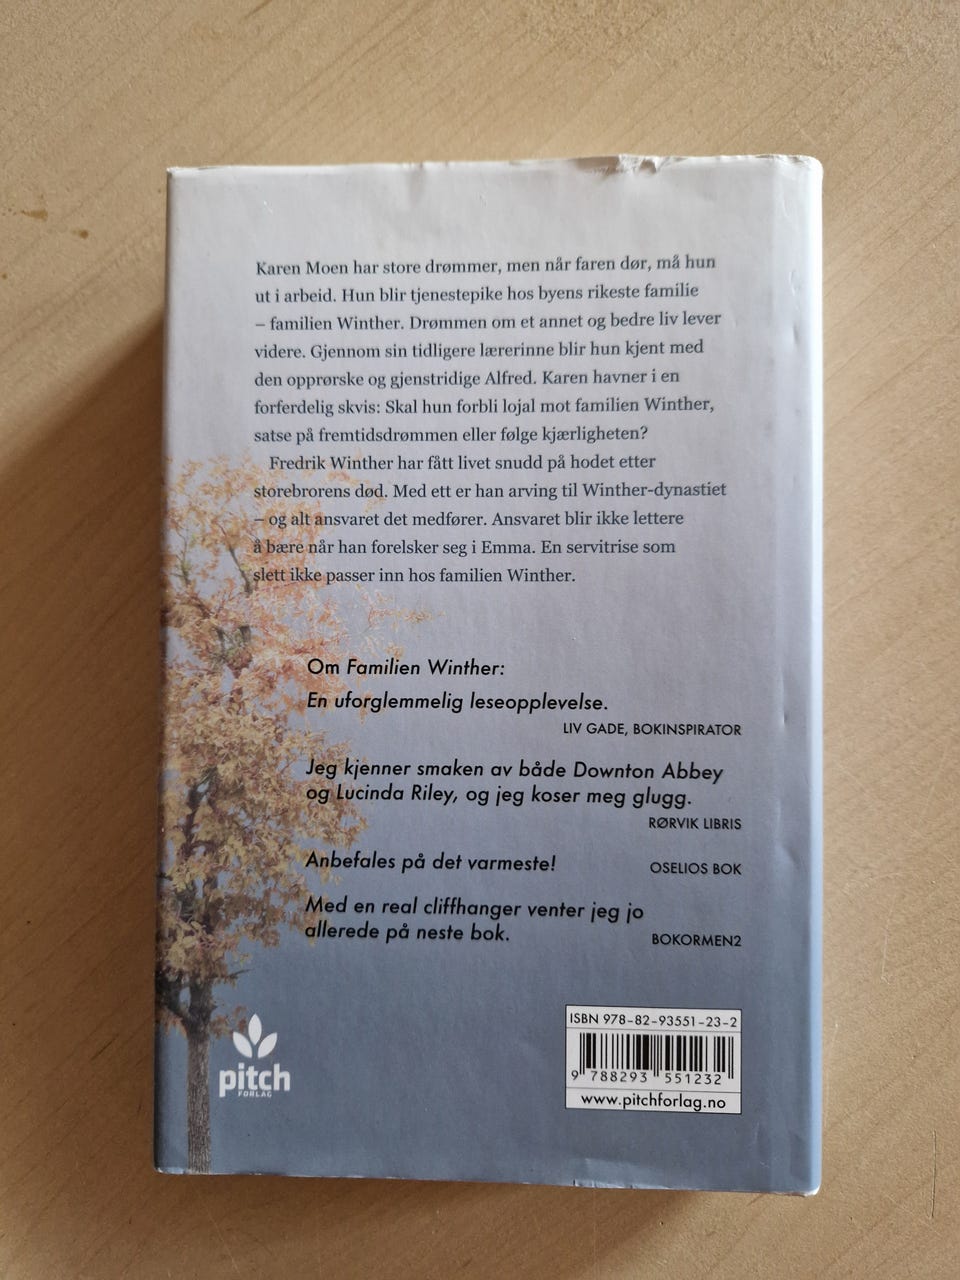 Karen Moen har store drømmer, men når faren dør, må hun
ut i arbeid. Hun blir tjenestepike hos byens rikeste familie
– familien Winther. Drømmen om et annet og bedre liv lever
videre. Gjennom sin tidligere lærerinne blir hun kjent med
den opprørske og gjenstridige Alfred. Karen havner i en
forferdelig skvis: Skal hun forbli lojal mot familien Winther,
satse på fremtidsdrømmen eller følge kjærligheten?
Fredrik Winther har fått livet snudd på hodet etter
storebrorens død. Med ett er han arving til Winther-dynastiet
– og alt ansvaret det medfører. Ansvaret blir ikke lettere
å bære når han forelsker seg i Emma. En servitrise som
slett ikke passer inn hos familien Winther.
Om Familien Winther:
En uforglemmelig leseopplevelse.
LIV GADE, BOKINSPIRATOR
Jeg kjenner smaken av både Downton Abbey
og Lucinda Riley, og jeg koser meg glugg.
RØRVIK LIBRIS
Anbefales på det varmeste!
OSELIOS BOK
Med en real cliffhanger venter jeg jo
allerede på neste bok.
BOKORMEN2
pitch
FORLAG
ISBN 978-82-93551-23-2
9 788293 551232
www.pitchforlag.no